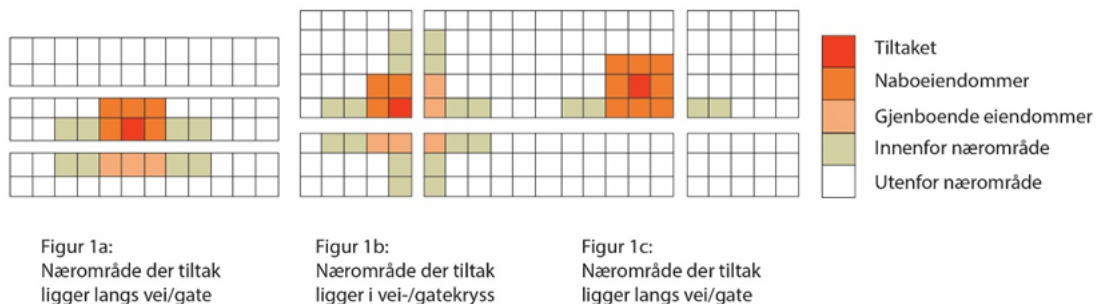 Tiltaket
Naboeiendommer
Gjenboende eiendommer
Innenfor nærområde
Utenfor nærområde
Figur 1a:
Nærområde der tiltak
ligger langs vei/gate
Figur 1b:
Nærområde der tiltak
ligger i vei-/gatekryss
Figur 1c:
Nærområde der tiltak
ligger langs vei/gate